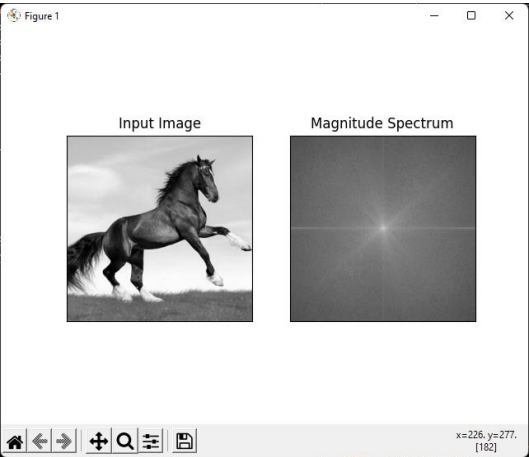 Figure 1
Input Image
Magnitude Spectrum
x=226. y=277.
[182]